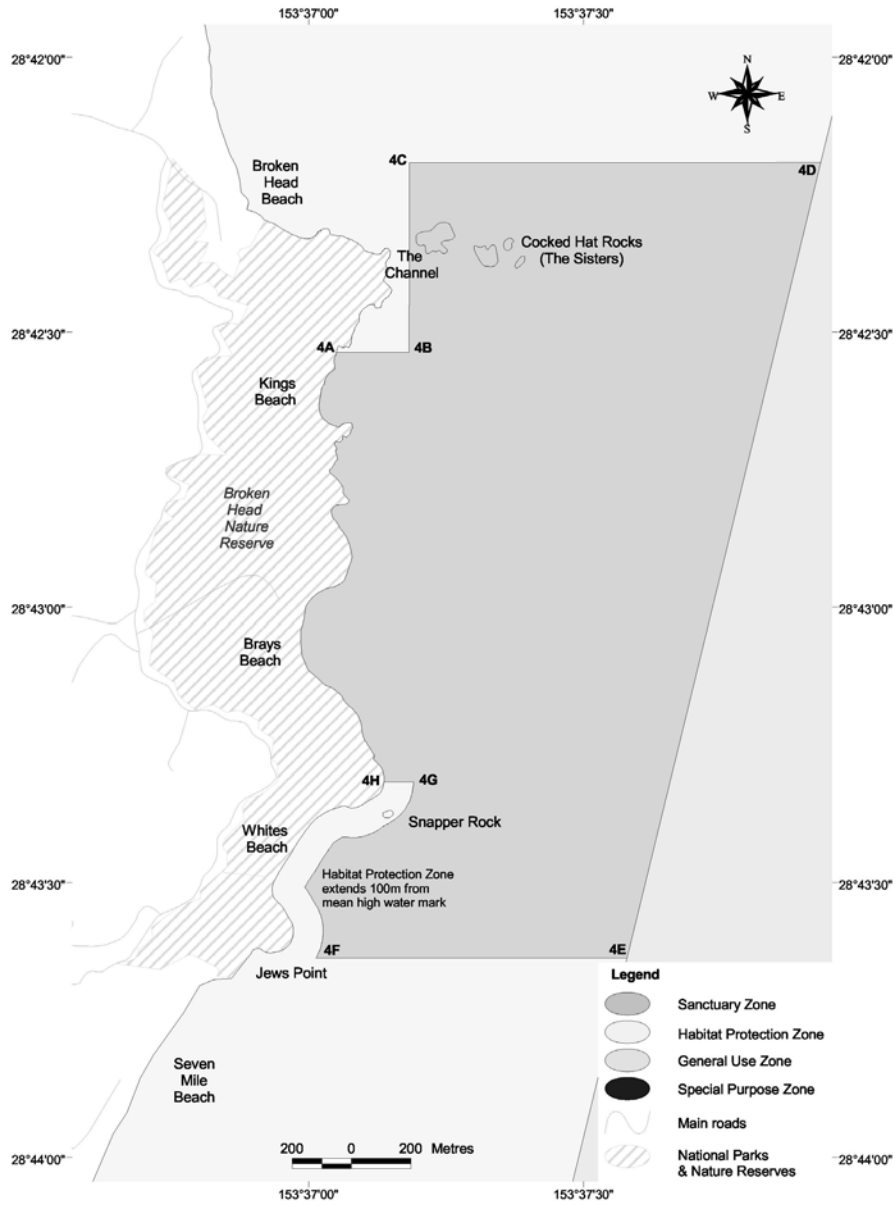 153°37'00"
153°37'30"
28°42'00"
28°42'00"
N
W
E
S
4C
4D
Broken
Head
Beach
The
Channel
Cocked Hat Rocks
(The Sisters)
28°42'30"
28°42'30"
4A
4B
Kings
Beach
Broken
Head
Nature
Reserve
28°43'00"
28°43'00"
Brays
Beach
4H
4G
Snapper Rock
Whites
Beach
28°43'30"
28°43'30"
Habitat Protection Zone
extends 100m from
mean high water mark
4F
4E
Jews Point
Legend
Sanctuary Zone
Habitat Protection Zone
General Use Zone
Special Purpose Zone
Main roads
National Parks
& Nature Reserves
Seven
Mile
Beach
200 0 200 Metres
28°44'00"
28°44'00"
153°37'00"
153°37'30"